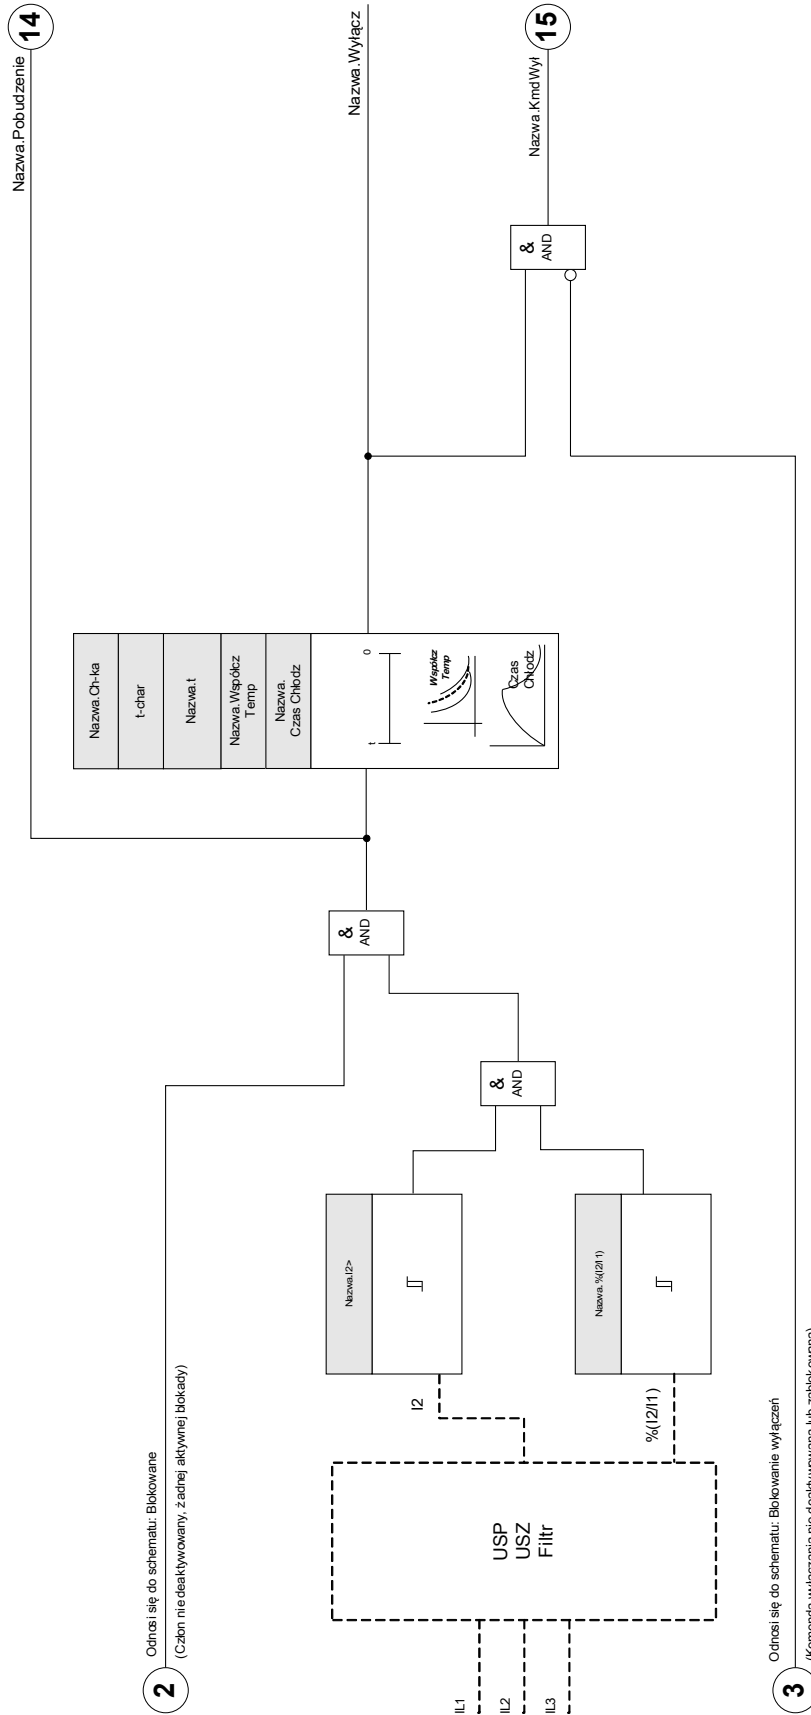 14
Nazwa.Pobudzenie
Nazwa.Wyłącz
15
Nazwa.KmdWył
&
AND
Nazwa.Ch-ka
t-char
Nazwa.t
Nazwa.Współcz
Temp
Nazwa.
Czas Chłodz
t
0
Współcz
Temp
Czas
Chłodz
&
AND
&
AND
Nazwa.I2>
Nazwa.%(I2/I1)
I2
%(I2/I1)
USP
USZ
Filtr
IL1
IL2
IL3
2
Odnosi się do schematu: Blokowane
(Człon nie deaktywowany, żadnej aktywnej blokady)
3
Odnosi się do schematu: Blokowanie wyłączeń